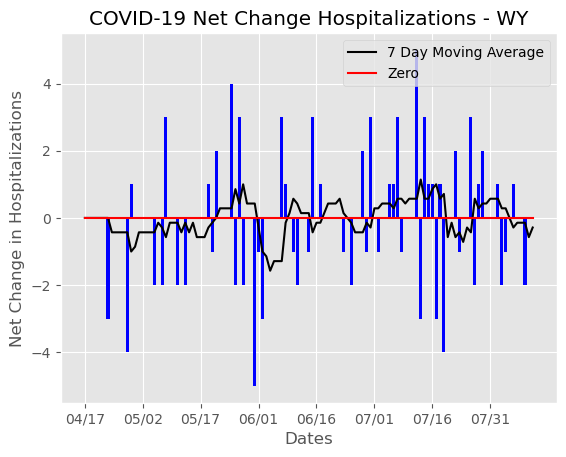 COVID-19 Net Change Hospitalizations - WY
7 Day Moving Average
Zero
Net Change in Hospitalizations
4
2
0
−2
−4
04/17 05/02 05/17 06/01 06/16 07/01 07/16 07/31
Dates